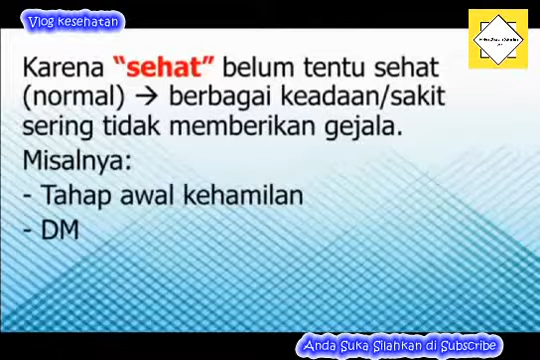 Vlog kesehatan
Karena “sehat” belum tentu sehat
(normal) → berbagai keadaan/sakit
sering tidak memberikan gejala.
Misalnya:
- Tahap awal kehamilan
- DM
Anda Suka Silahkan di Subscribe